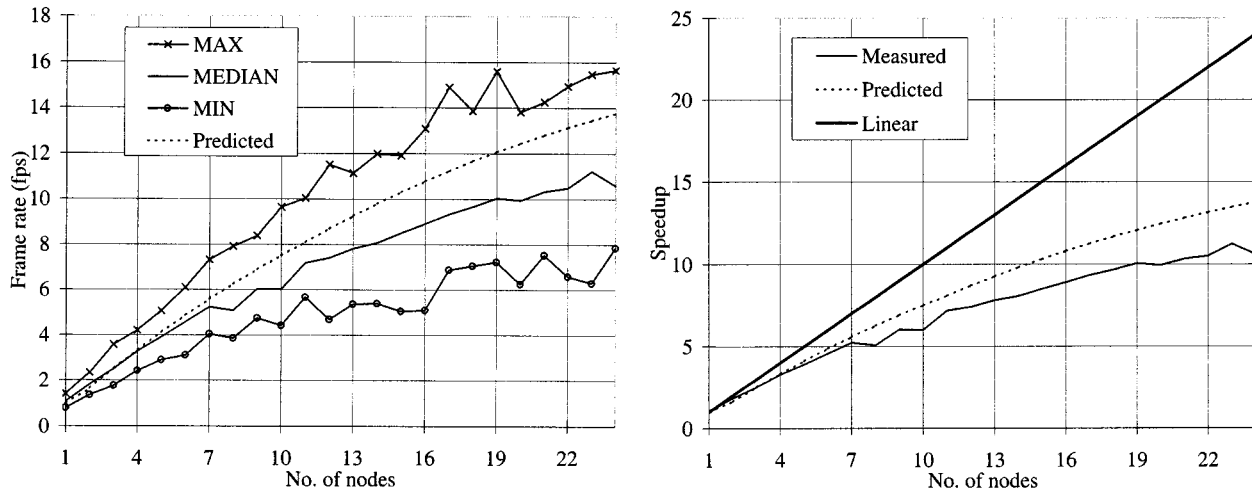 Frame rate (fps)
18
16
14
12
10
8
6
4
2
0
MAX
MEDIAN
MIN
Predicted
1
4
7
10
13
16
19
22
No. of nodes
Speedup
25
20
15
10
5
0
Measured
Predicted
Linear
1
4
7
10
13
16
19
22
No. of nodes